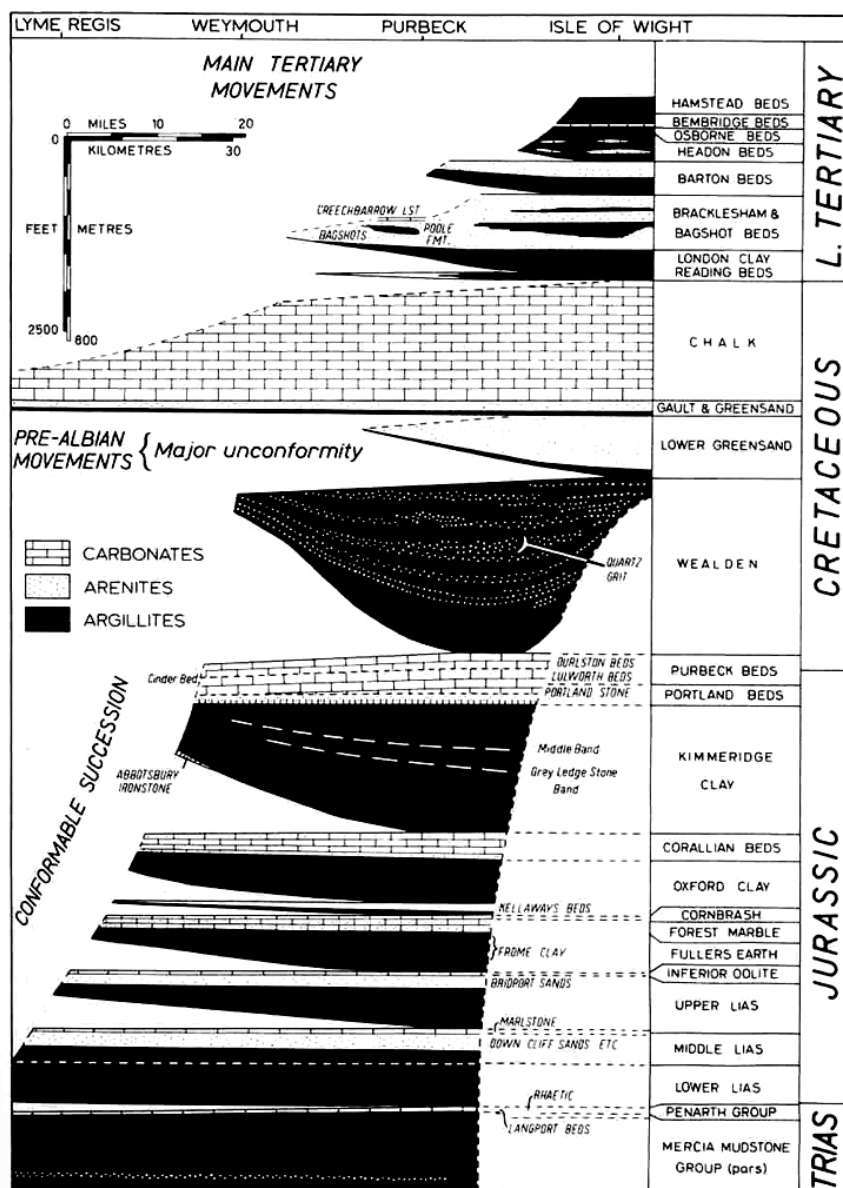 LYME REGIS WEYMOUTH PURBECK ISLE OF WIGHT
MAIN TERTIARY
MOVEMENTS
0 MILES 10 20
0 KILOMETRES 30
FEET METRES
2500 800
CREECHBARROW LST
BAGSHOTS
POOLE
FMT.
HAMSTEAD BEDS
BEMBRIDGE BEDS
OSBORNE BEDS
HEADON BEDS
BARTON BEDS
BRACKLESHAM &
BAGSHOT BEDS
LONDON CLAY
READING BEDS
L. TERTIARY
CHALK
GAULT & GREENSAND
PRE-ALBIAN
MOVEMENTS { Major unconformity
LOWER GREENSAND
CARBONATES
ARENITES
ARGILLITES
QUARTZ
GRIT
WEALDEN
CRETACEOUS
CONFORMABLE SUCCESSION
Cinder Bed
DURLSTON BEDS
LULWORTH BEDS
PORTLAND STONE
PURBECK BEDS
PORTLAND BEDS
ABBOTSBURY
IRONSTONE
Middle Band
Grey Ledge Stone
Band
KIMMERIDGE
CLAY
CORALLIAN BEDS
OXFORD CLAY
KELLAWAYS BEDS
CORNBRASH
FOREST MARBLE
FROME CLAY
FULLERS EARTH
INFERIOR OOLITE
BRIDPORT SANDS
UPPER LIAS
MARLSTONE
DOWN CLIFF SANDS ETC
MIDDLE LIAS
LOWER LIAS
JURASSIC
RHAETIC
PENARTH GROUP
LANGPORT BEDS
MERCIA MUDSTONE
GROUP (pars)
TRIAS